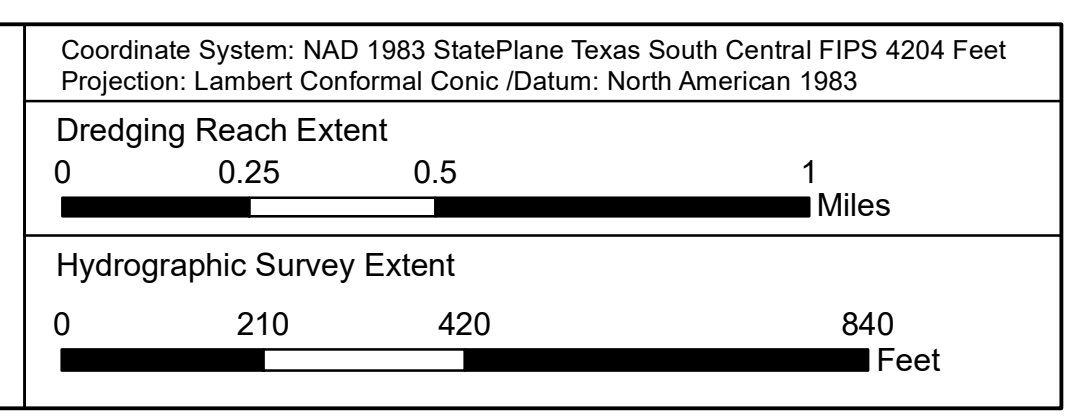 Coordinate System: NAD 1983 StatePlane Texas South Central FIPS 4204 Feet
Projection: Lambert Conformal Conic /Datum: North American 1983
Dredging Reach Extent
0 0.25 0.5 1
Miles
Hydrographic Survey Extent
0 210 420 840
Feet